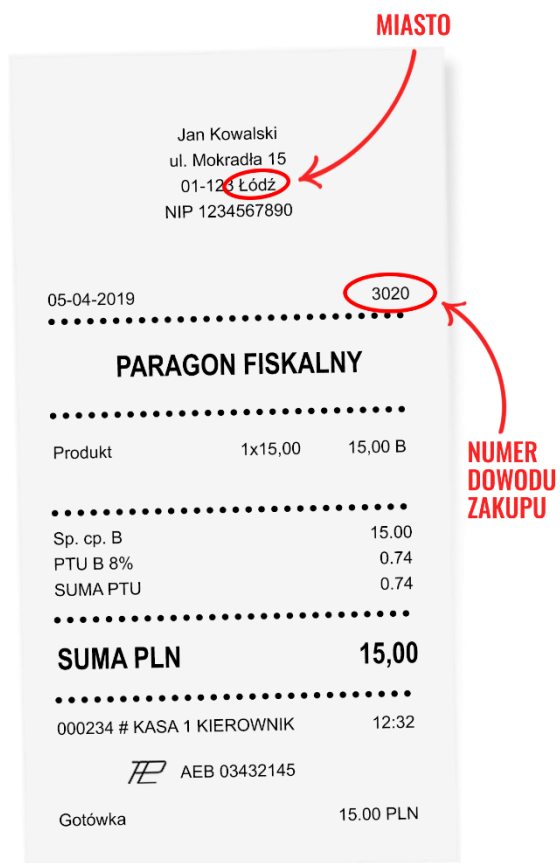 MIASTO
Jan Kowalski
ul. Mokradła 15
01-123 Łódź
NIP 1234567890
05-04-2019 3020
PARAGON FISKALNY
Produkt 1x15,00 15,00 B
Sp. cp. B 15.00
PTU B 8% 0.74
SUMA PTU 0.74
NUMER
DOWODU
ZAKUPU
SUMA PLN 15,00
000234 # KASA 1 KIEROWNIK 12:32
AEB 03432145
Gotówka 15.00 PLN